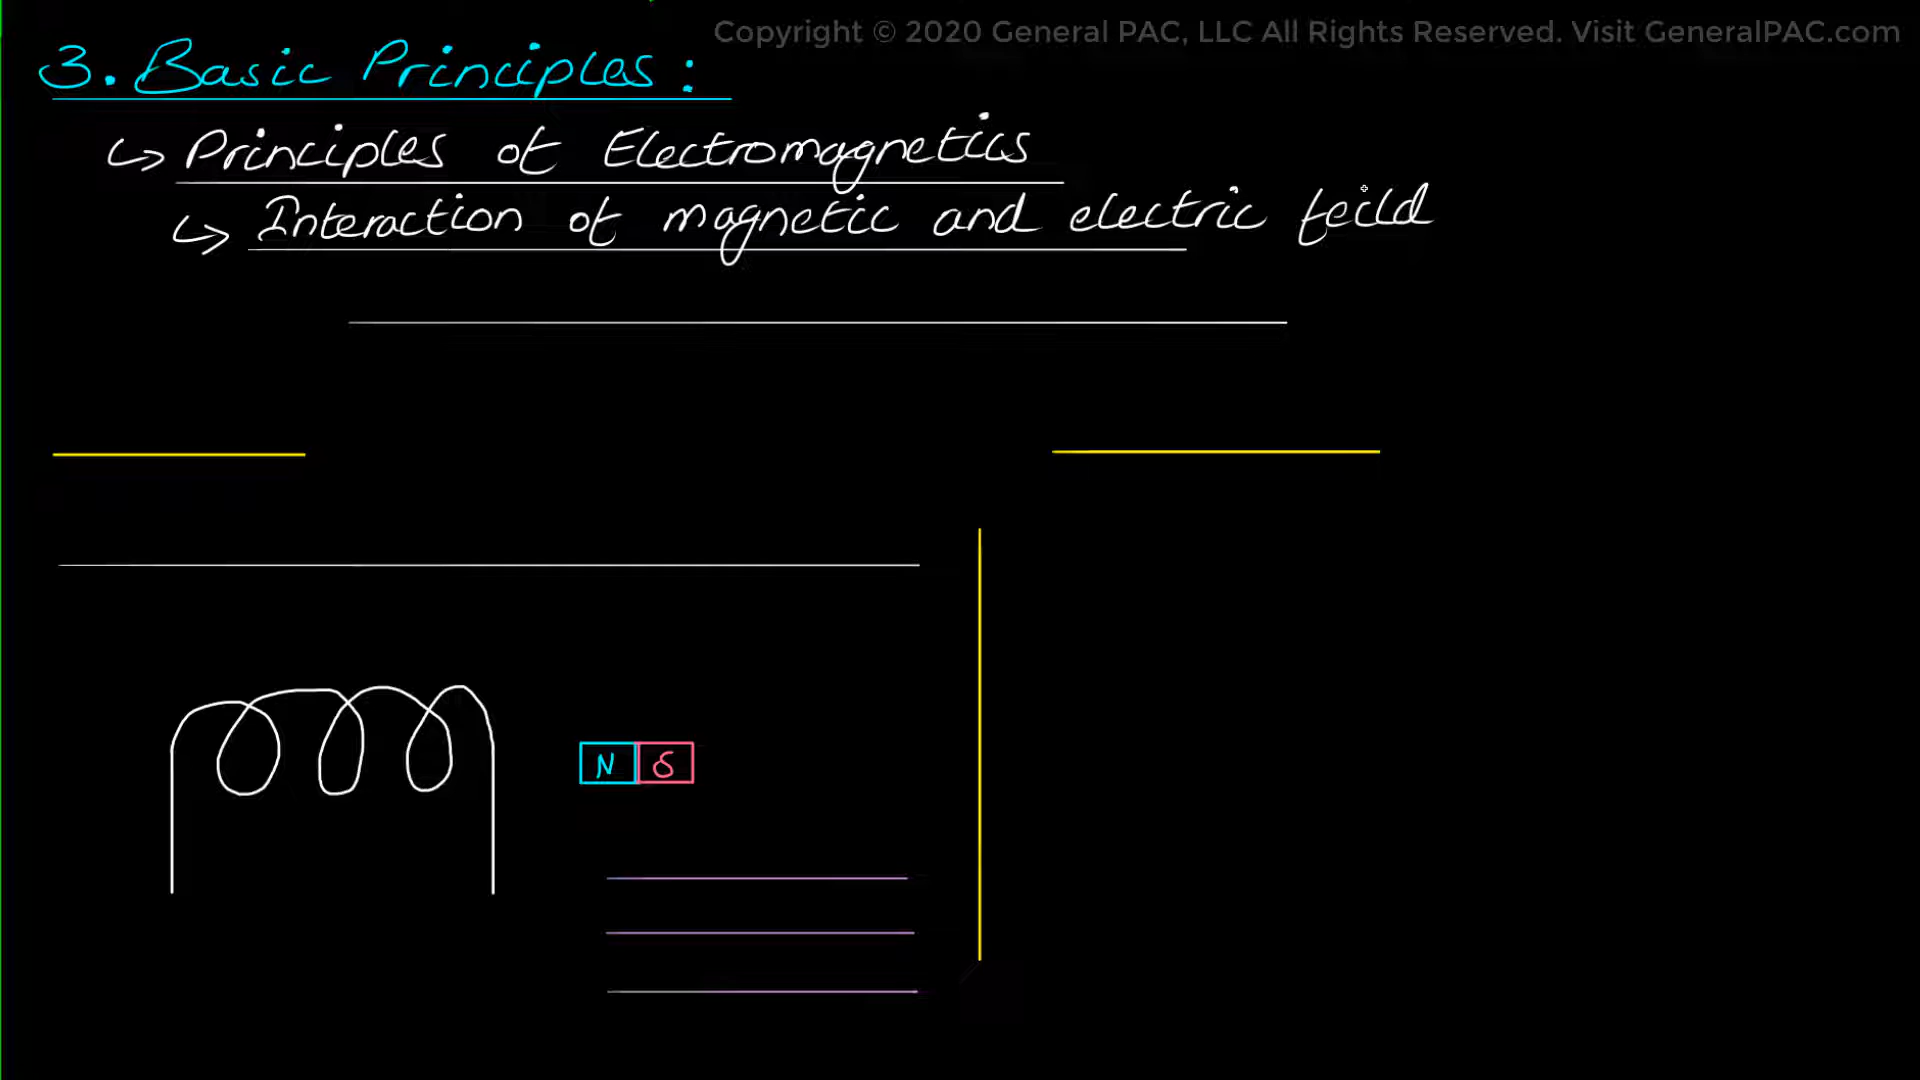 Copyright © 2020 General PAC, LLC All Rights Reserved. Visit GeneralPAC.com
3. Basic Principles:
↳ Principles of Electromagnetics
↳ Interaction of magnetic and electric feild
N S